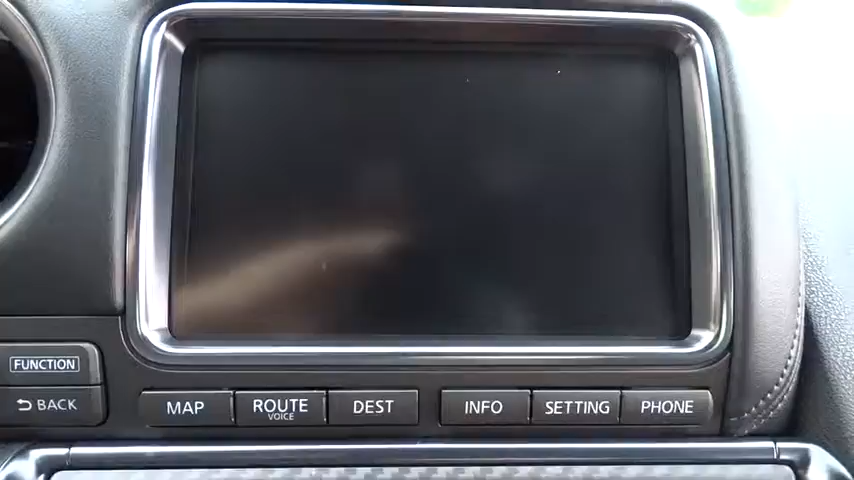 FUNCTION
BACK
MAP
ROUTE
VOICE
DEST
INFO
SETTING
PHONE